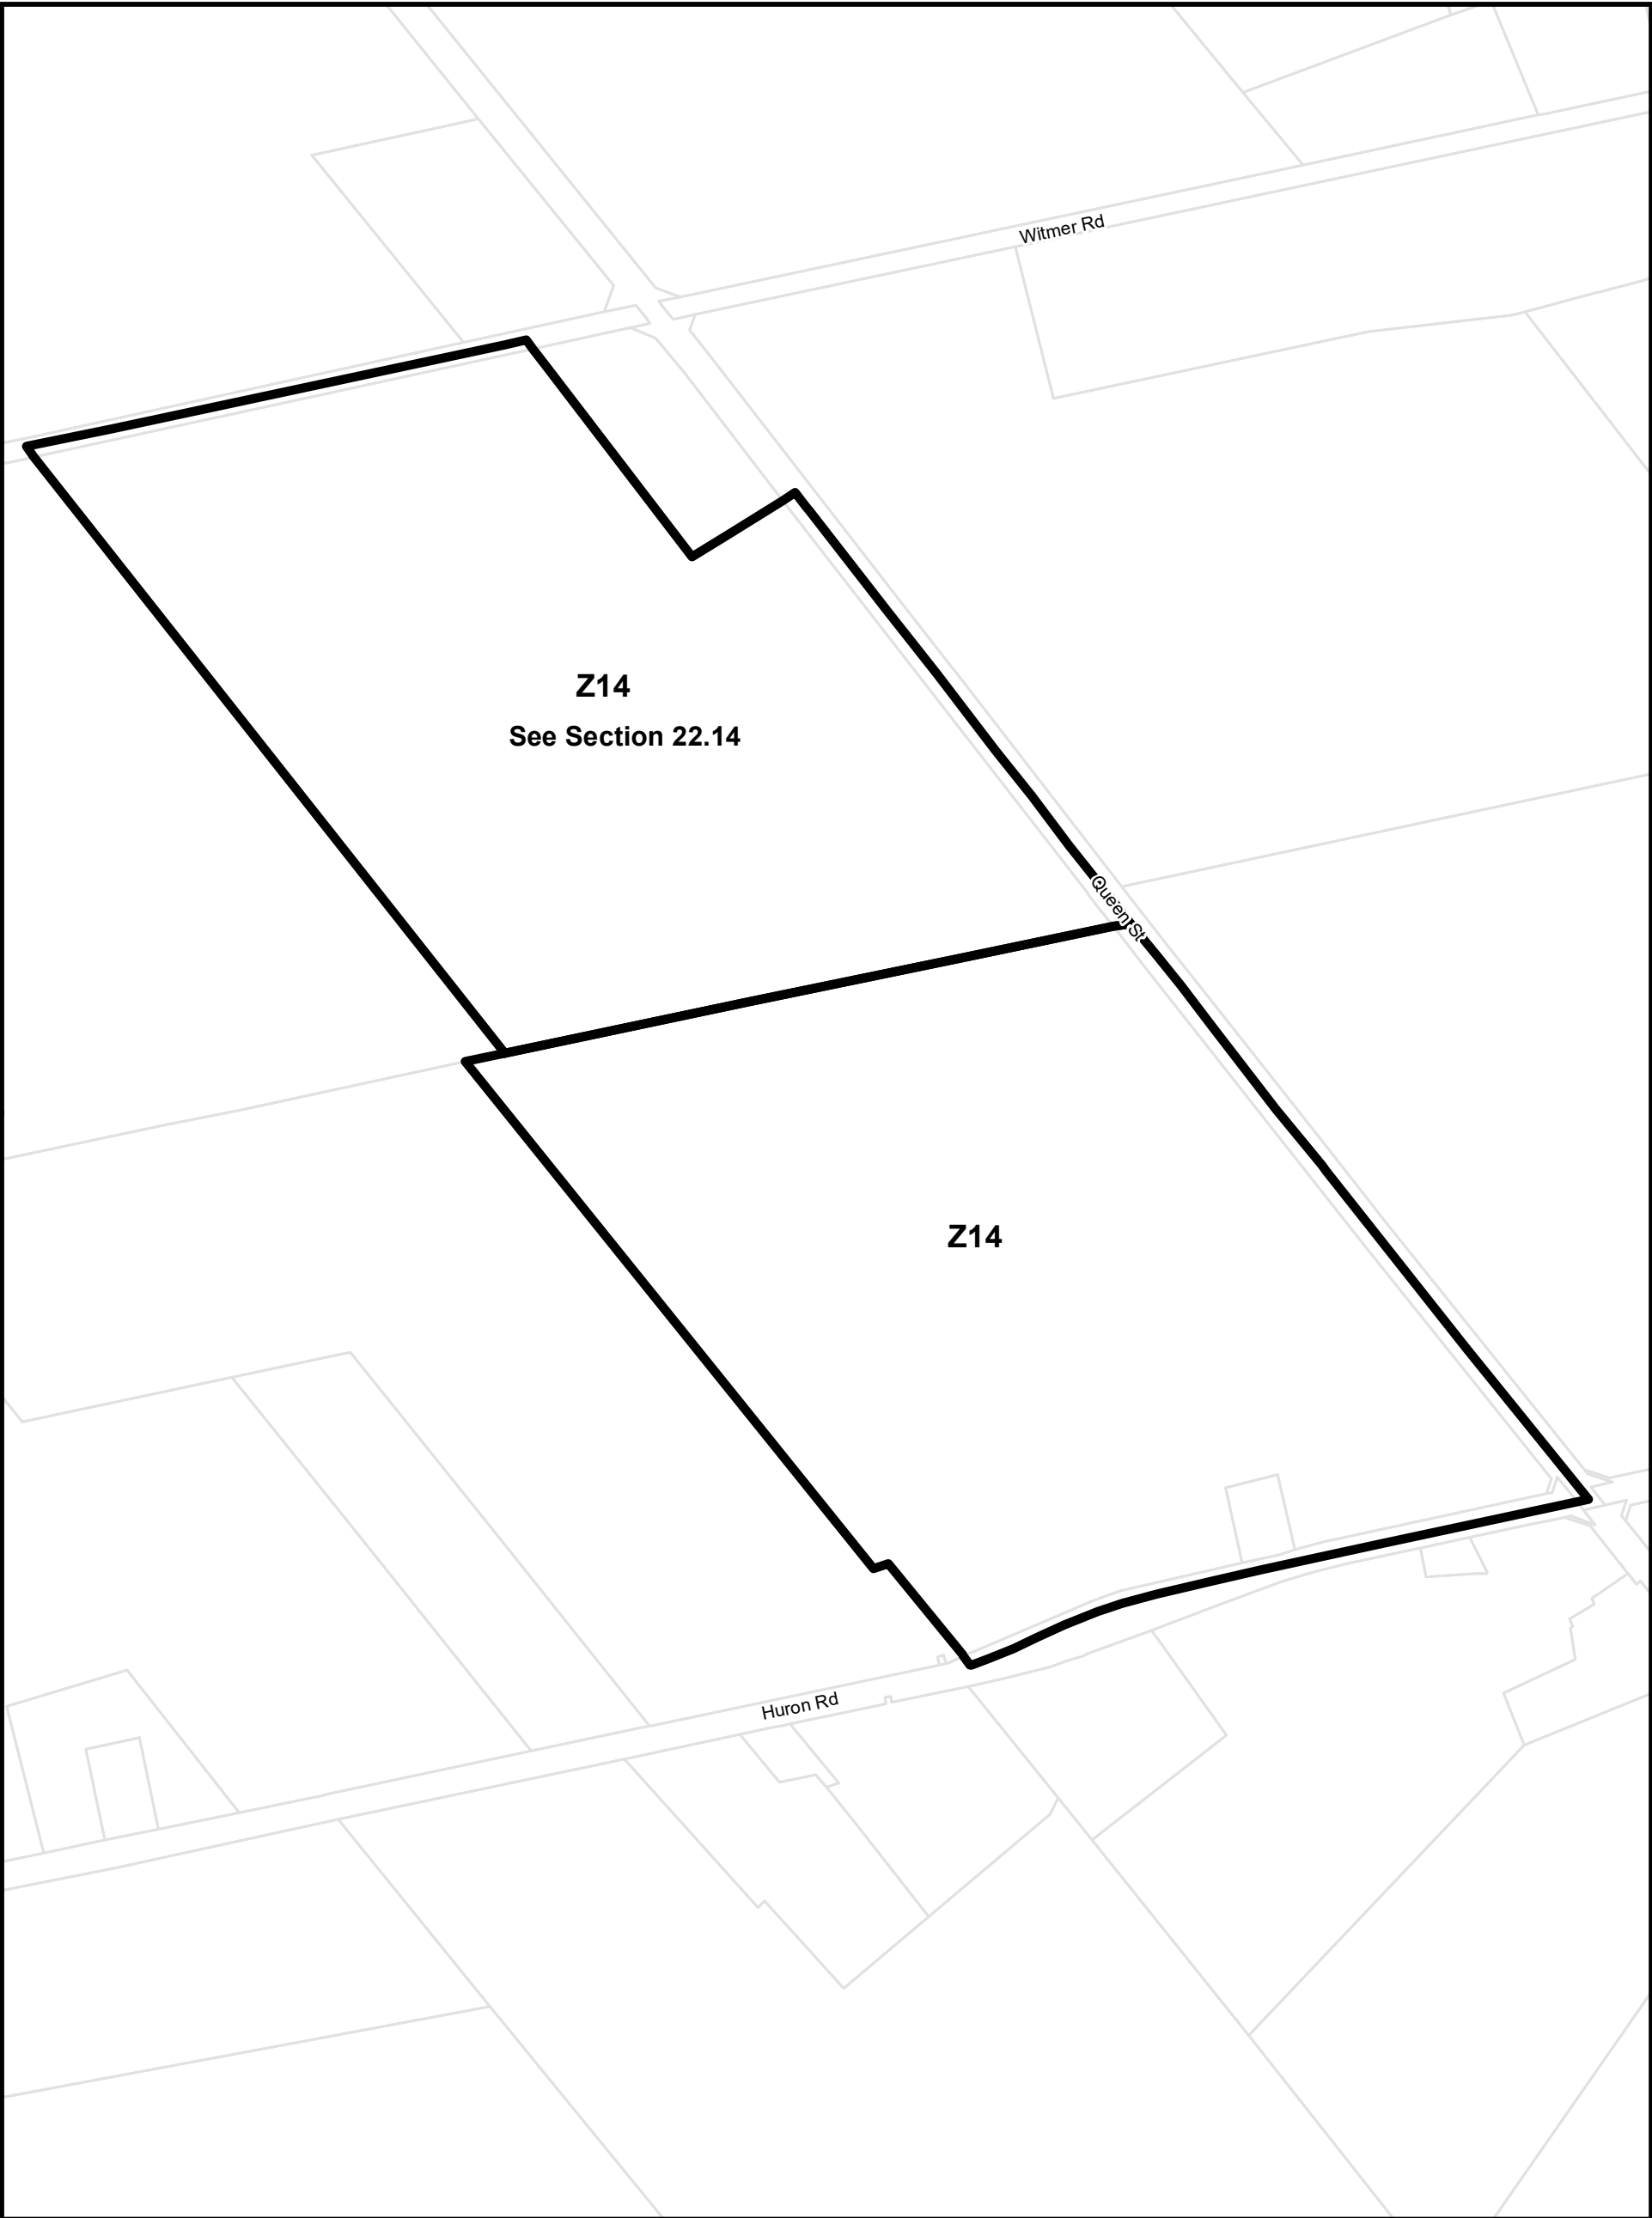 Witmer Rd
Z14
See Section 22.14
Queen St
Z14
Huron Rd